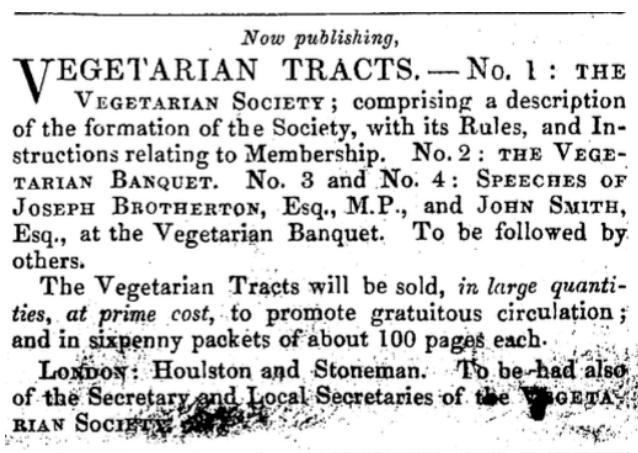 Now publishing,
VEGETARIAN TRACTS.—No. 1 : THE
VEGETARIAN SOCIETY ; comprising a description
of the formation of the Society, with its Rules, and In-
structions relating to Membership. No. 2 : THE VEGE-
TARIAN BANQUET. No. 3 and No. 4 : SPEECHES OF
JOSEPH BROTHERTON, Esq., M.P., and JOHN SMITH,
Esq., at the Vegetarian Banquet. To be followed by
others.
The Vegetarian Tracts will be sold, in large quanti-
ties, at prime cost, to promote gratuitous circulation ;
and in sixpenny packets of about 100 pages each.
LONDON: Houlston and Stoneman. To be had also
of the Secretary and Local Secretaries of the VEGETA-
RIAN SOCIETY.